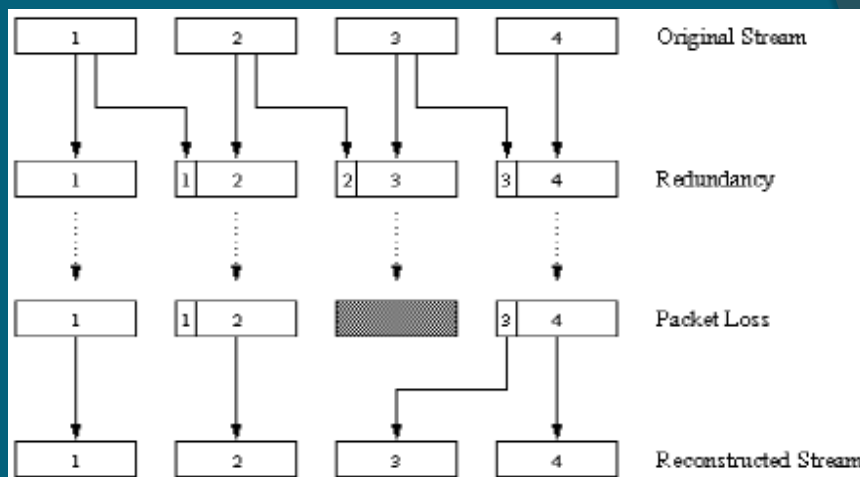 1 2 3 4 Original Stream
1 1 2 2 3 3 4 Redundancy
1 1 2 3 4 Packet Loss
1 2 3 4 Reconstructed Stream